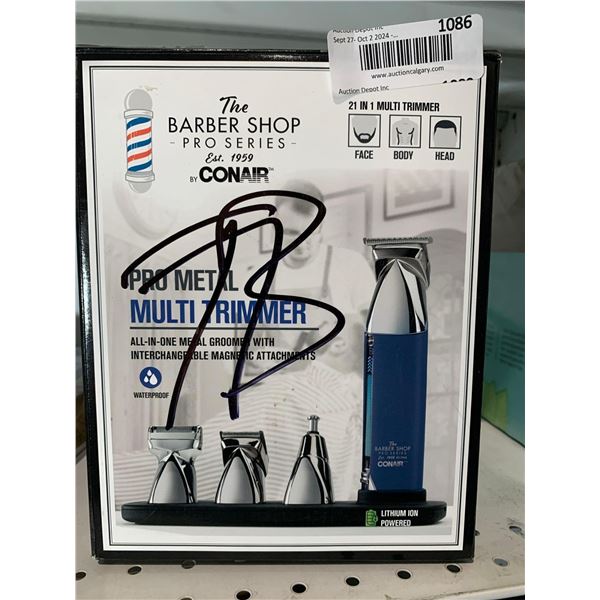 Auction Depot Inc
1086
Sept 27- Oct 2 2024 -...
www.auctioncalgary.com
Auction Depot Inc
The
BARBER SHOP
- PRO SERIES -
Est. 1959
BY CONAIR™
21 IN 1 MULTI TRIMMER
FACE BODY HEAD
PRO METAL
MULTI TRIMMER
ALL-IN-ONE METAL GROOMER WITH
INTERCHANGEABLE MAGNETIC ATTACHMENTS
WATERPROOF
The
BARBER SHOP
PRO SERIES
CONAIR
LITHIUM ION
POWERED